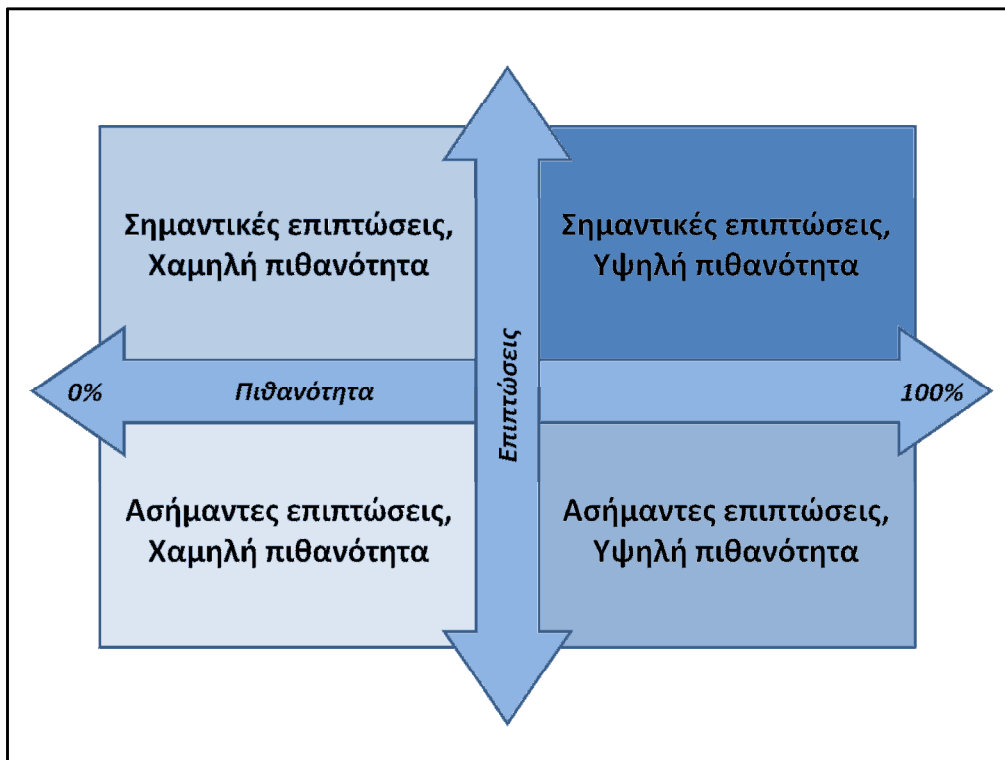 Σημαντικές επιπτώσεις,
Χαμηλή πιθανότητα
Σημαντικές επιπτώσεις,
Υψηλή πιθανότητα
0%
Πιθανότητα
Επιπτώσεις
100%
Ασήμαντες επιπτώσεις,
Χαμηλή πιθανότητα
Ασήμαντες επιπτώσεις,
Υψηλή πιθανότητα